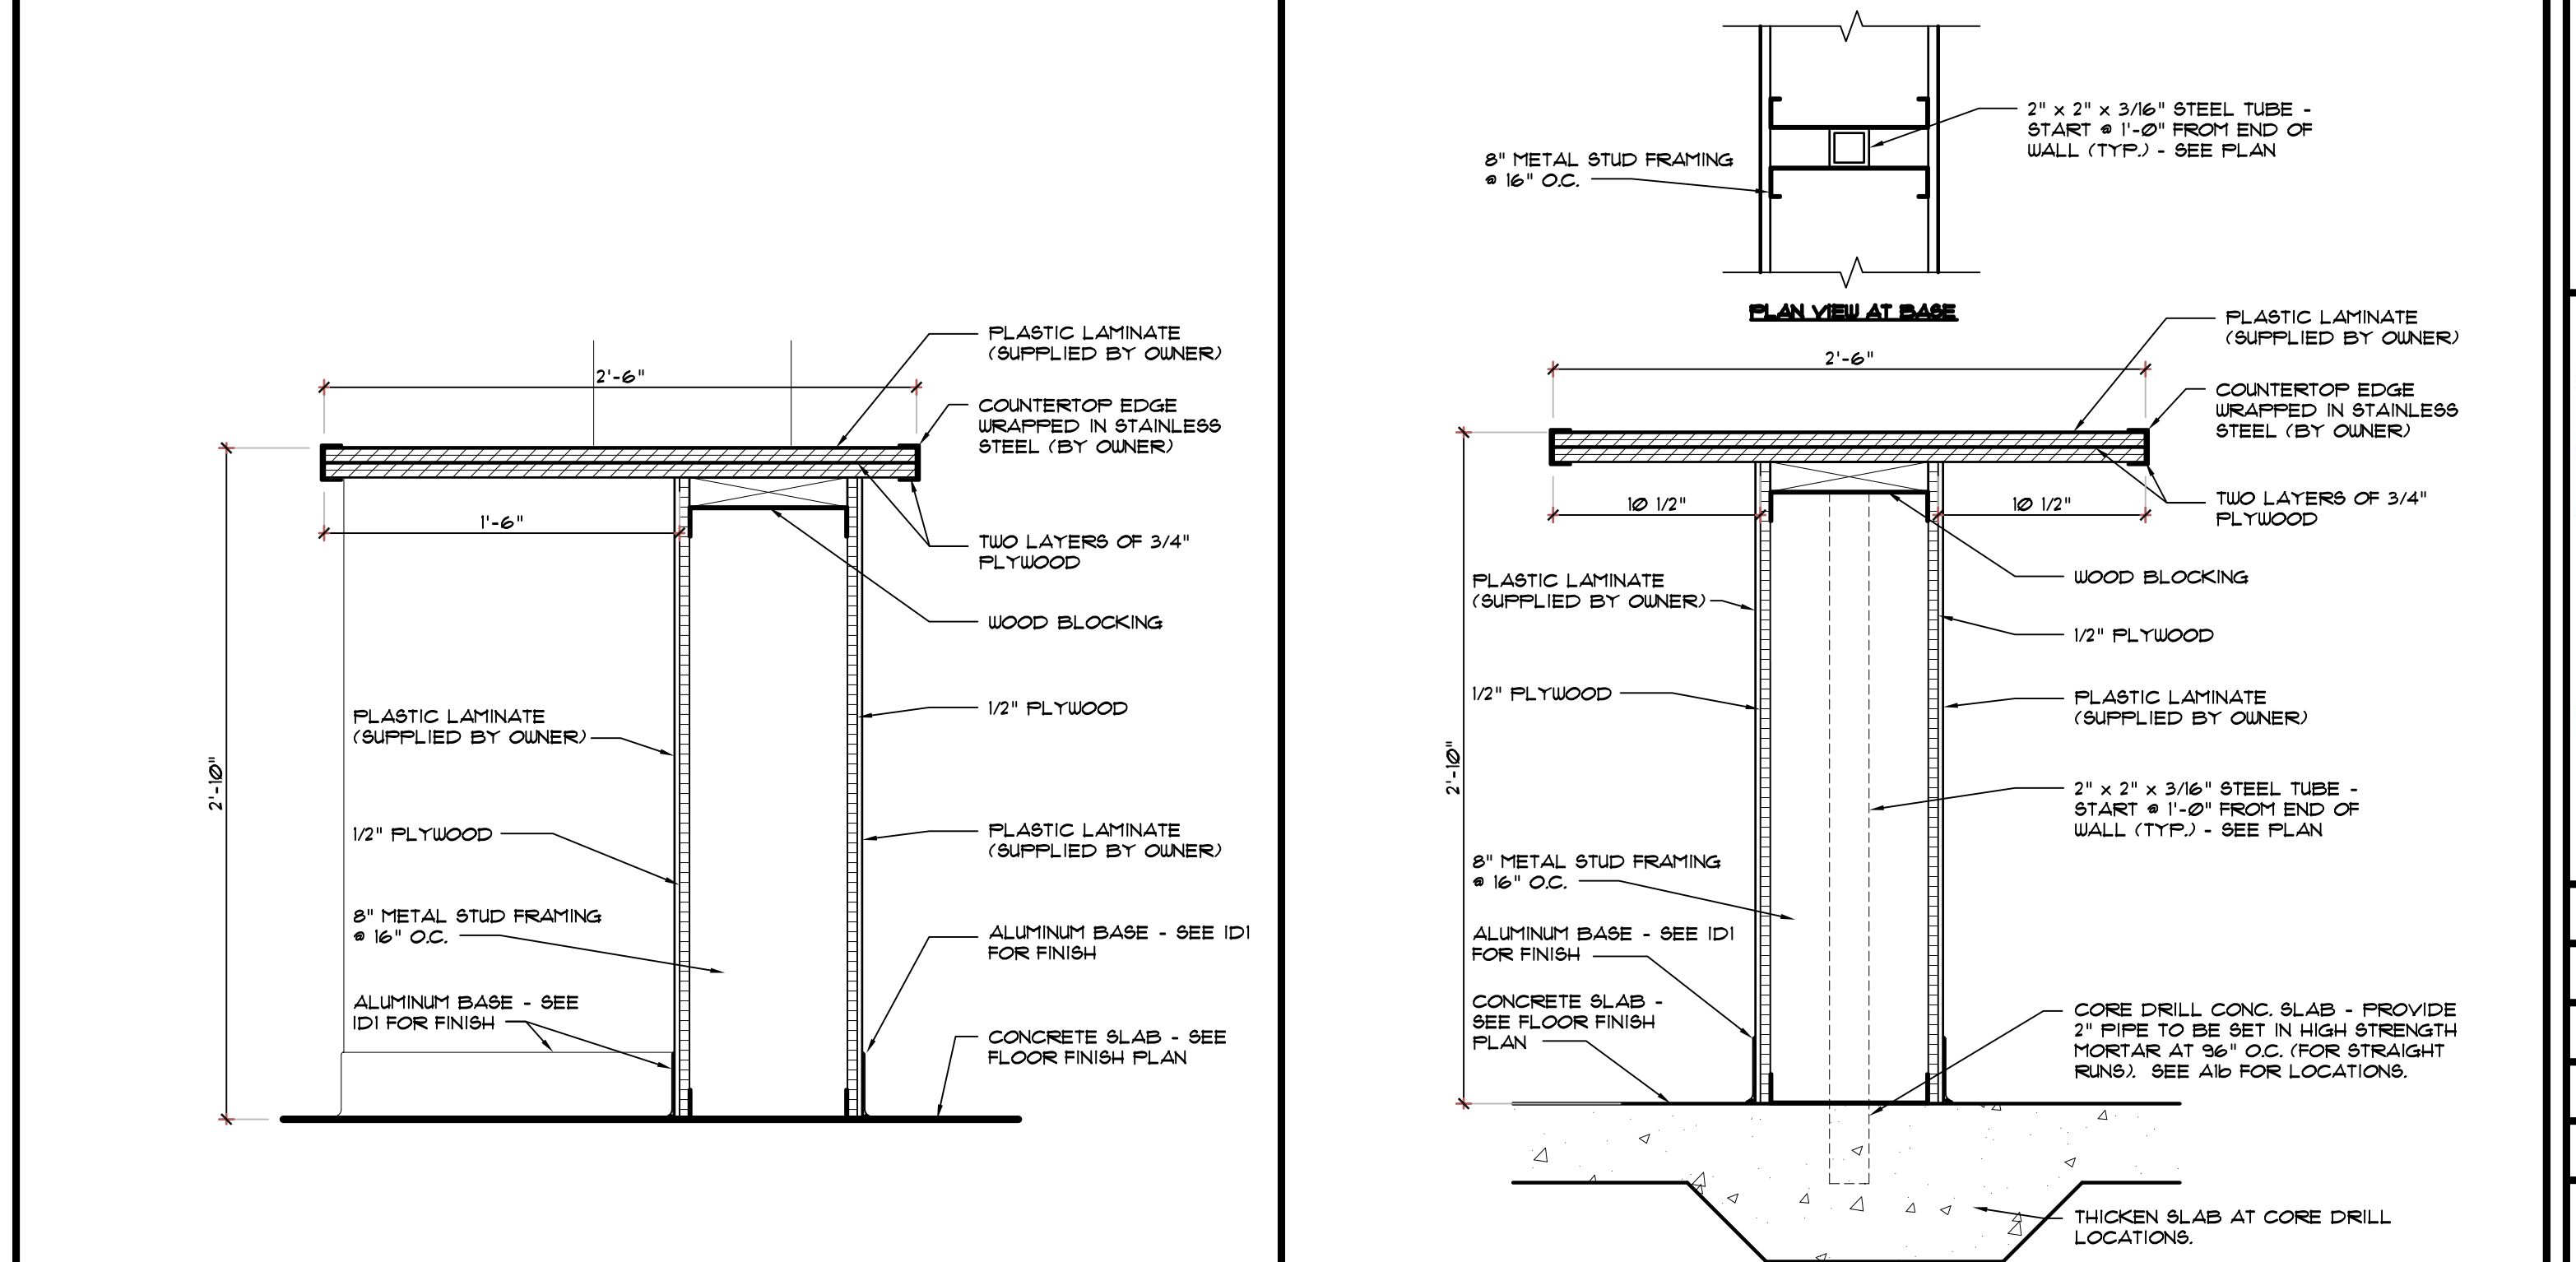 PLASTIC LAMINATE
(SUPPLIED BY OWNER)
2'-6"
COUNTERTOP EDGE
WRAPPED IN STAINLESS
STEEL (BY OWNER)
1'-6"
TWO LAYERS OF 3/4"
PLYWOOD
WOOD BLOCKING
PLASTIC LAMINATE
(SUPPLIED BY OWNER)
1/2" PLYWOOD
2'-10"
1/2" PLYWOOD
PLASTIC LAMINATE
(SUPPLIED BY OWNER)
8" METAL STUD FRAMING
@ 16" O.C.
ALUMINUM BASE - SEE ID1
FOR FINISH
ALUMINUM BASE - SEE
ID1 FOR FINISH
CONCRETE SLAB - SEE
FLOOR FINISH PLAN
2" x 2" x 3/16" STEEL TUBE -
START @ 1'-0" FROM END OF
WALL (TYP.) - SEE PLAN
8" METAL STUD FRAMING
@ 16" O.C.
PLAN VIEW AT BASE
PLASTIC LAMINATE
(SUPPLIED BY OWNER)
2'-6"
COUNTERTOP EDGE
WRAPPED IN STAINLESS
STEEL (BY OWNER)
10 1/2"
10 1/2"
TWO LAYERS OF 3/4"
PLYWOOD
WOOD BLOCKING
PLASTIC LAMINATE
(SUPPLIED BY OWNER)
1/2" PLYWOOD
1/2" PLYWOOD
PLASTIC LAMINATE
(SUPPLIED BY OWNER)
2'-10"
2" x 2" x 3/16" STEEL TUBE -
START @ 1'-0" FROM END OF
WALL (TYP.) - SEE PLAN
8" METAL STUD FRAMING
@ 16" O.C.
ALUMINUM BASE - SEE ID1
FOR FINISH
CONCRETE SLAB -
SEE FLOOR FINISH
PLAN
CORE DRILL CONC. SLAB - PROVIDE
2" PIPE TO BE SET IN HIGH STRENGTH
MORTAR AT 96" O.C. (FOR STRAIGHT
RUNS). SEE A1b FOR LOCATIONS.
THICKEN SLAB AT CORE DRILL
LOCATIONS.